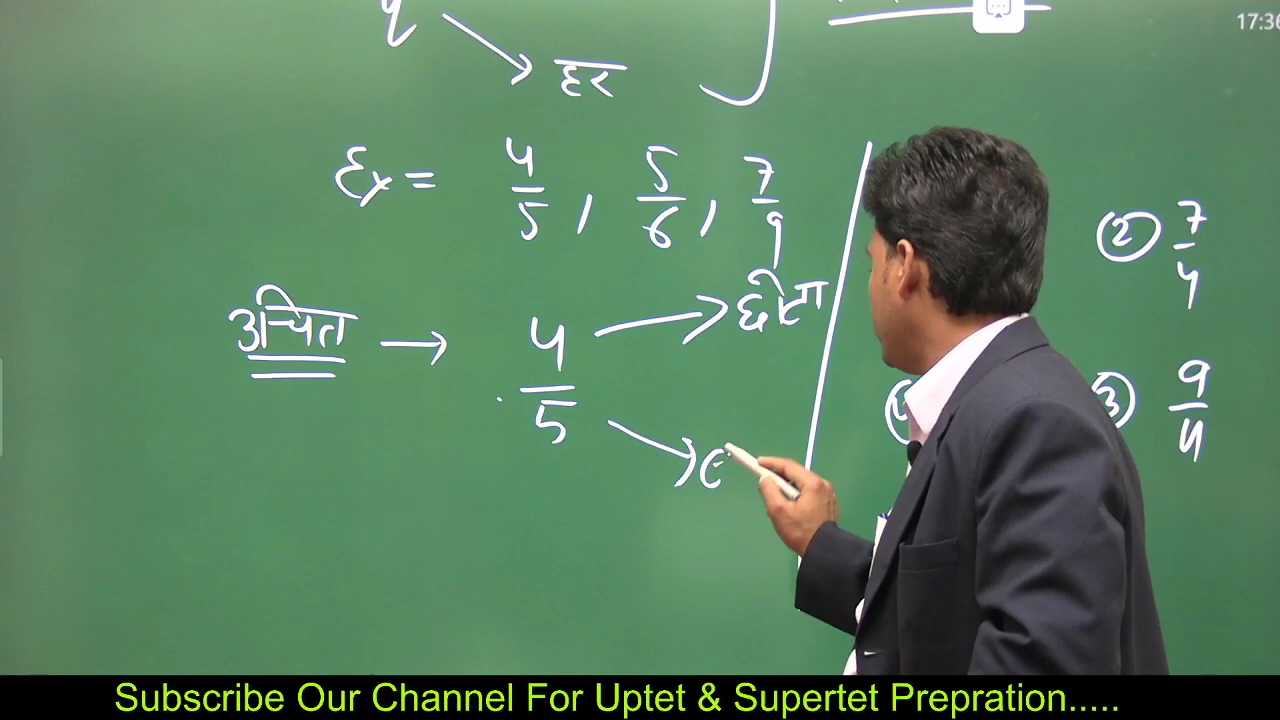 17:36
q → हर
Ex = 4/5 , 5/6 , 7/9
② 7/4
उचित → 4/5 → छोटा
③ 9/4
Subscribe Our Channel For Uptet & Supertet Prepration.....